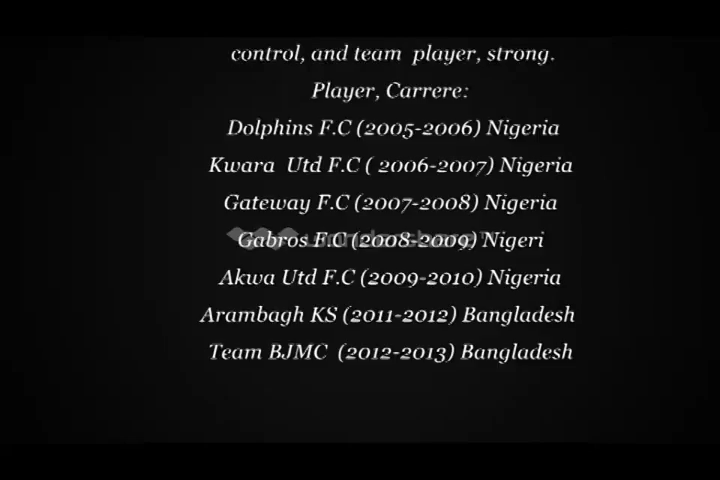 control, and team player, strong.
Player, Carrere:
Dolphins F.C (2005-2006) Nigeria
Kwara Utd F.C ( 2006-2007) Nigeria
Gateway F.C (2007-2008) Nigeria
Gabros F.C (2008-2009) Nigeri
Akwa Utd F.C (2009-2010) Nigeria
Arambagh KS (2011-2012) Bangladesh
Team BJMC (2012-2013) Bangladesh